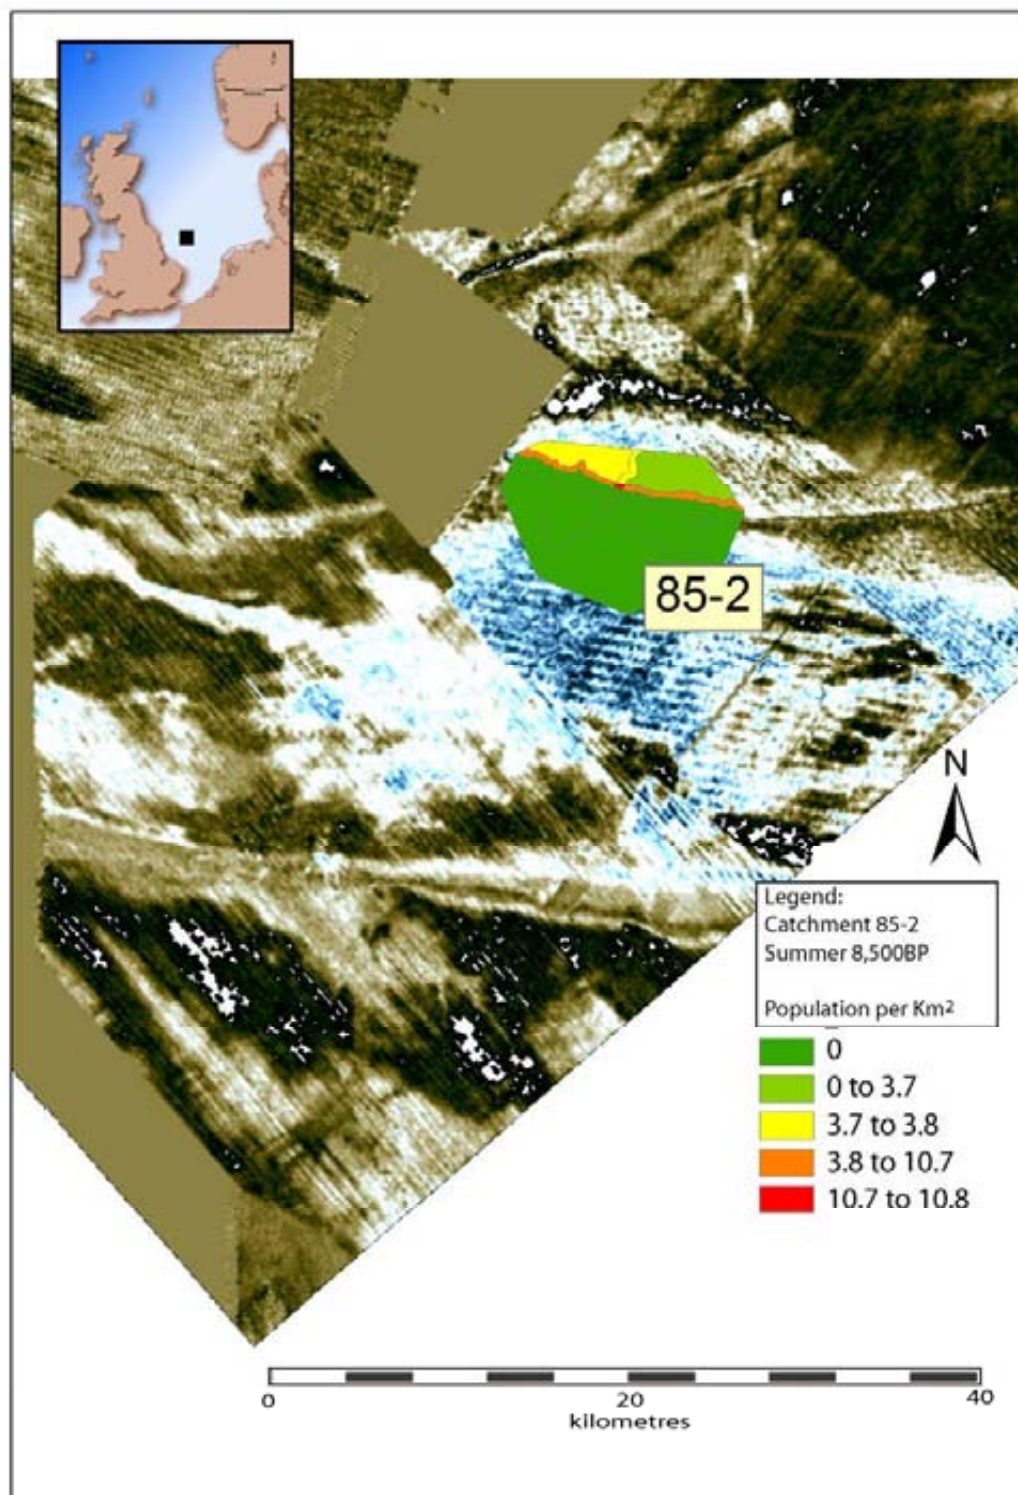 85-2
N
Legend:
Catchment 85-2
Summer 8,500BP
Population per Km²
0
0 to 3.7
3.7 to 3.8
3.8 to 10.7
10.7 to 10.8
0 20 40
kilometres